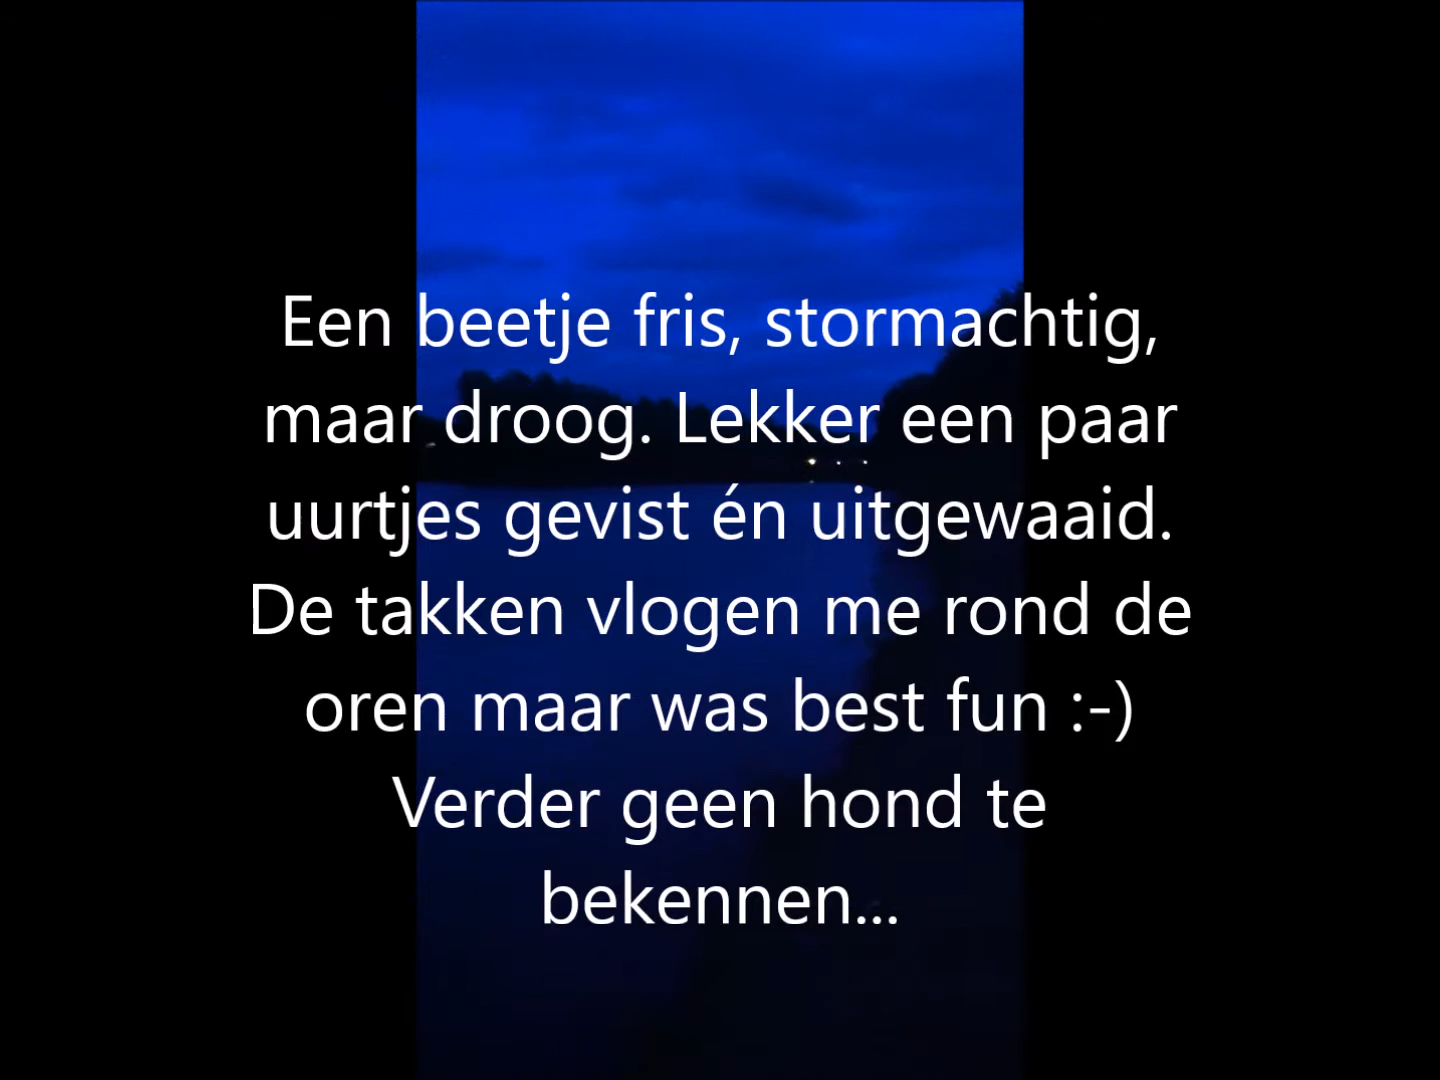 Een beetje fris, stormachtig,
maar droog. Lekker een paar
uurtjes gevist én uitgewaaid.
De takken vlogen me rond de
oren maar was best fun :-)
Verder geen hond te
bekennen...